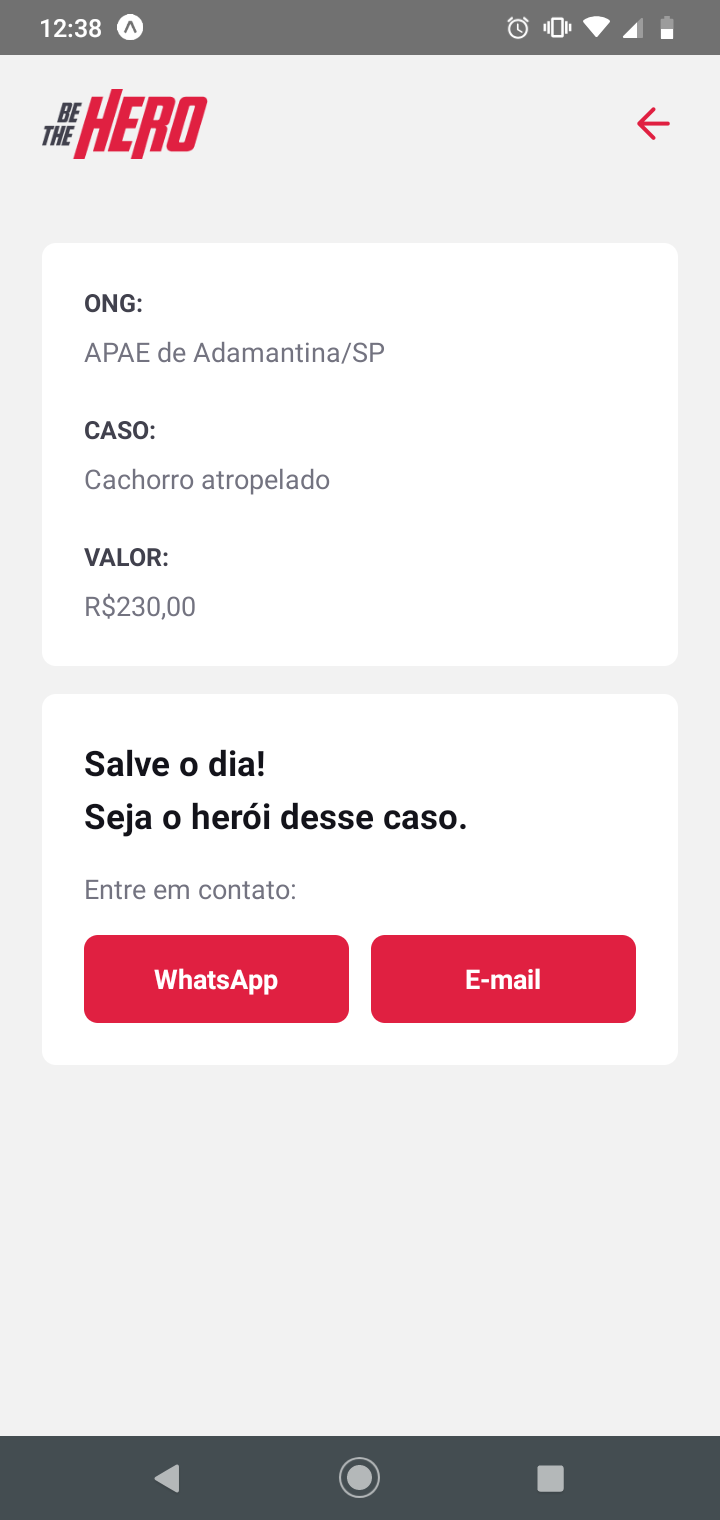 12:38
BE
THE
HERO
ONG:
APAE de Adamantina/SP
CASO:
Cachorro atropelado
VALOR:
R$230,00
Salve o dia!
Seja o herói desse caso.
Entre em contato:
WhatsApp
E-mail